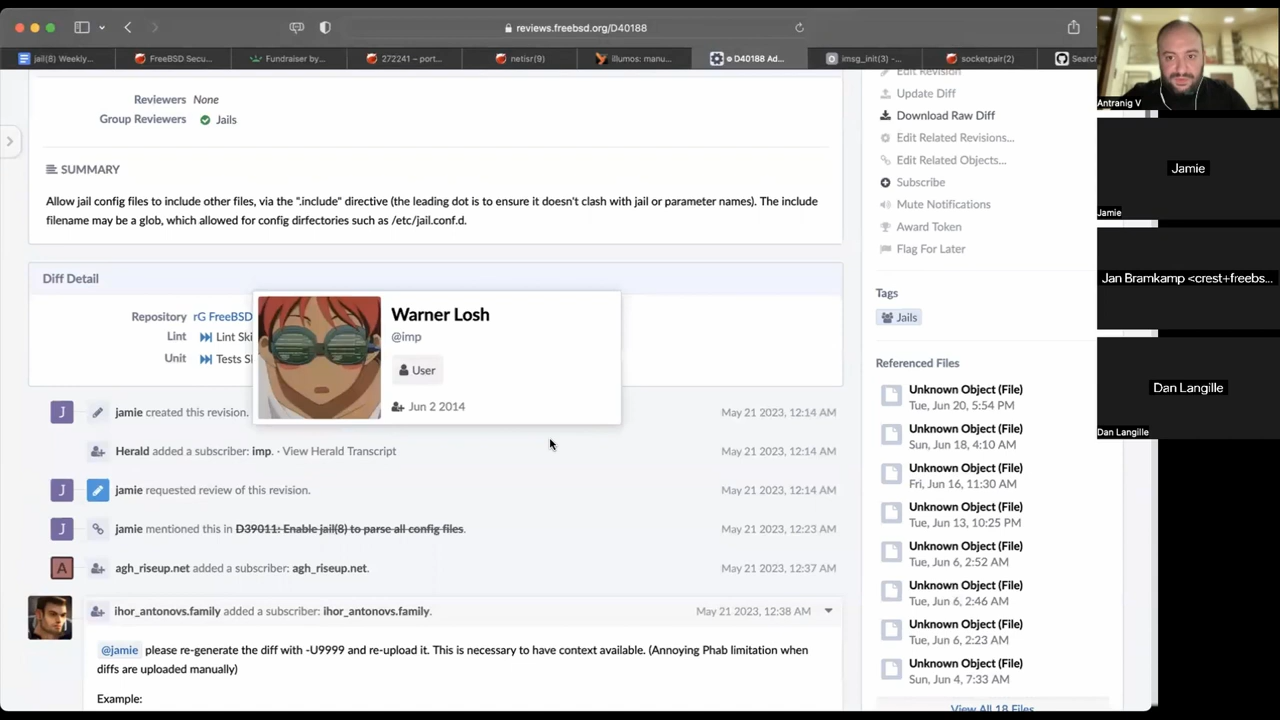 reviews.freebsd.org/D40188
jail(8) Weekly...
FreeBSD Secu...
Fundraiser by...
272241 – port...
netisr(9)
illumos: manu...
D40188 Ad...
imsg_init(3) -...
socketpair(2)
Search
Reviewers None
Group Reviewers Jails
SUMMARY
Allow jail config files to include other files, via the ".include" directive (the leading dot is to ensure it doesn't clash with jail or parameter names). The include
filename may be a glob, which allowed for config dirfectories such as /etc/jail.conf.d.
Diff Detail
Repository rG FreeBSD
Lint Lint Ski
Unit Tests S
Warner Losh
@imp
User
Jun 2 2014
jamie created this revision. May 21 2023, 12:14 AM
Herald added a subscriber: imp. · View Herald Transcript May 21 2023, 12:14 AM
jamie requested review of this revision. May 21 2023, 12:14 AM
jamie mentioned this in D39011: Enable jail(8) to parse all config files. May 21 2023, 12:23 AM
agh_riseup.net added a subscriber: agh_riseup.net. May 21 2023, 12:37 AM
ihor_antonovs.family added a subscriber: ihor_antonovs.family. May 21 2023, 12:38 AM
@jamie please re-generate the diff with -U9999 and re-upload it. This is necessary to have context available. (Annoying Phab limitation when
diffs are uploaded manually)
Example:
J
J
J
A
Edit Revision
Update Diff
Download Raw Diff
Edit Related Revisions...
Edit Related Objects...
Subscribe
Mute Notifications
Award Token
Flag For Later
Tags
Jails
Referenced Files
Unknown Object (File)
Tue, Jun 20, 5:54 PM
Unknown Object (File)
Sun, Jun 18, 4:10 AM
Unknown Object (File)
Fri, Jun 16, 11:30 AM
Unknown Object (File)
Tue, Jun 13, 10:25 PM
Unknown Object (File)
Tue, Jun 6, 2:52 AM
Unknown Object (File)
Tue, Jun 6, 2:46 AM
Unknown Object (File)
Tue, Jun 6, 2:23 AM
Unknown Object (File)
Sun, Jun 4, 7:33 AM
View All 18 Files
Antranig V
Jamie
Jamie
Jan Bramkamp <crest+freebs...
Dan Langille
Dan Langille